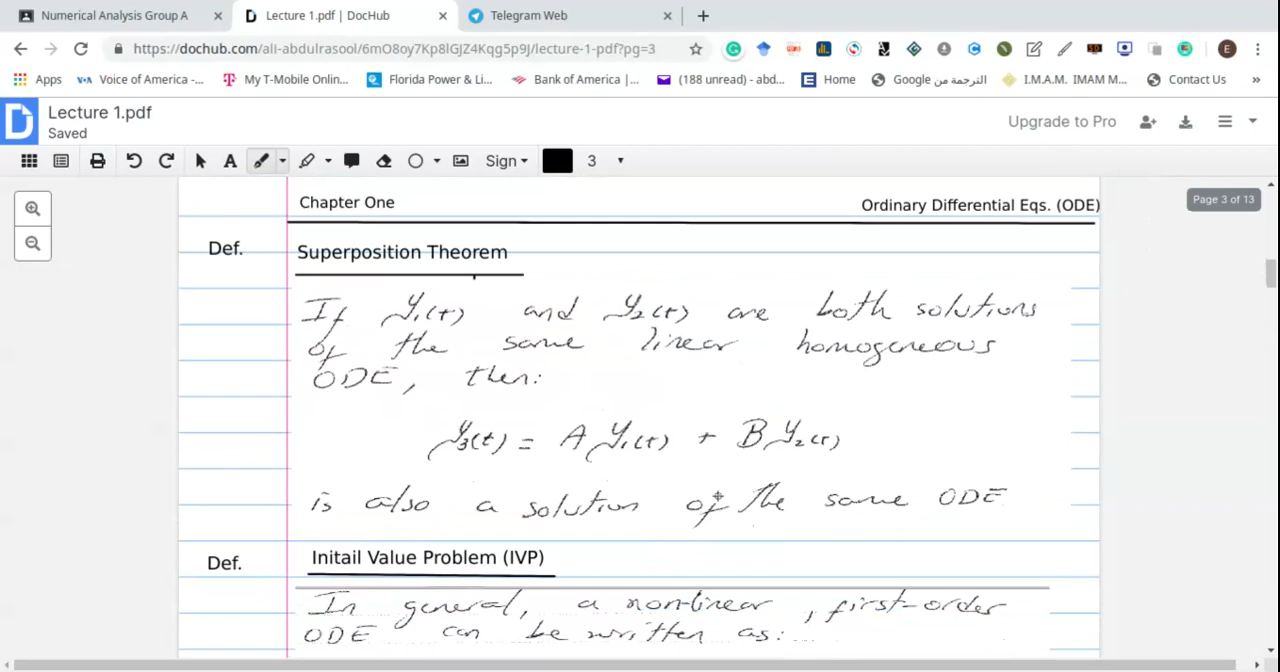 Numerical Analysis Group A
Lecture 1.pdf | DocHub
Telegram Web
https://dochub.com/ali-abdulrasool/6mO8oy7Kp8lGJZ4Kqg5p9J/lecture-1-pdf?pg=3
E
Apps
Voice of America -...
My T-Mobile Onlin...
Florida Power & Li...
Bank of America |...
(188 unread) - abd...
Home
الترجمة من Google
I.M.A.M. IMAM M...
Contact Us
»
Lecture 1.pdf
Saved
Upgrade to Pro
A
Sign
3
Page 3 of 13
Chapter One
Ordinary Differential Eqs. (ODE)
Def.
Superposition Theorem
If y₁(t) and y₂(t) are both solutions
of the same linear homogeneous
ODE, then:
y₃(t) = A y₁(t) + B y₂(t)
is also a solution of the same ODE
Def.
Initail Value Problem (IVP)
In general, a non-linear, first-order
ODE can be written as: